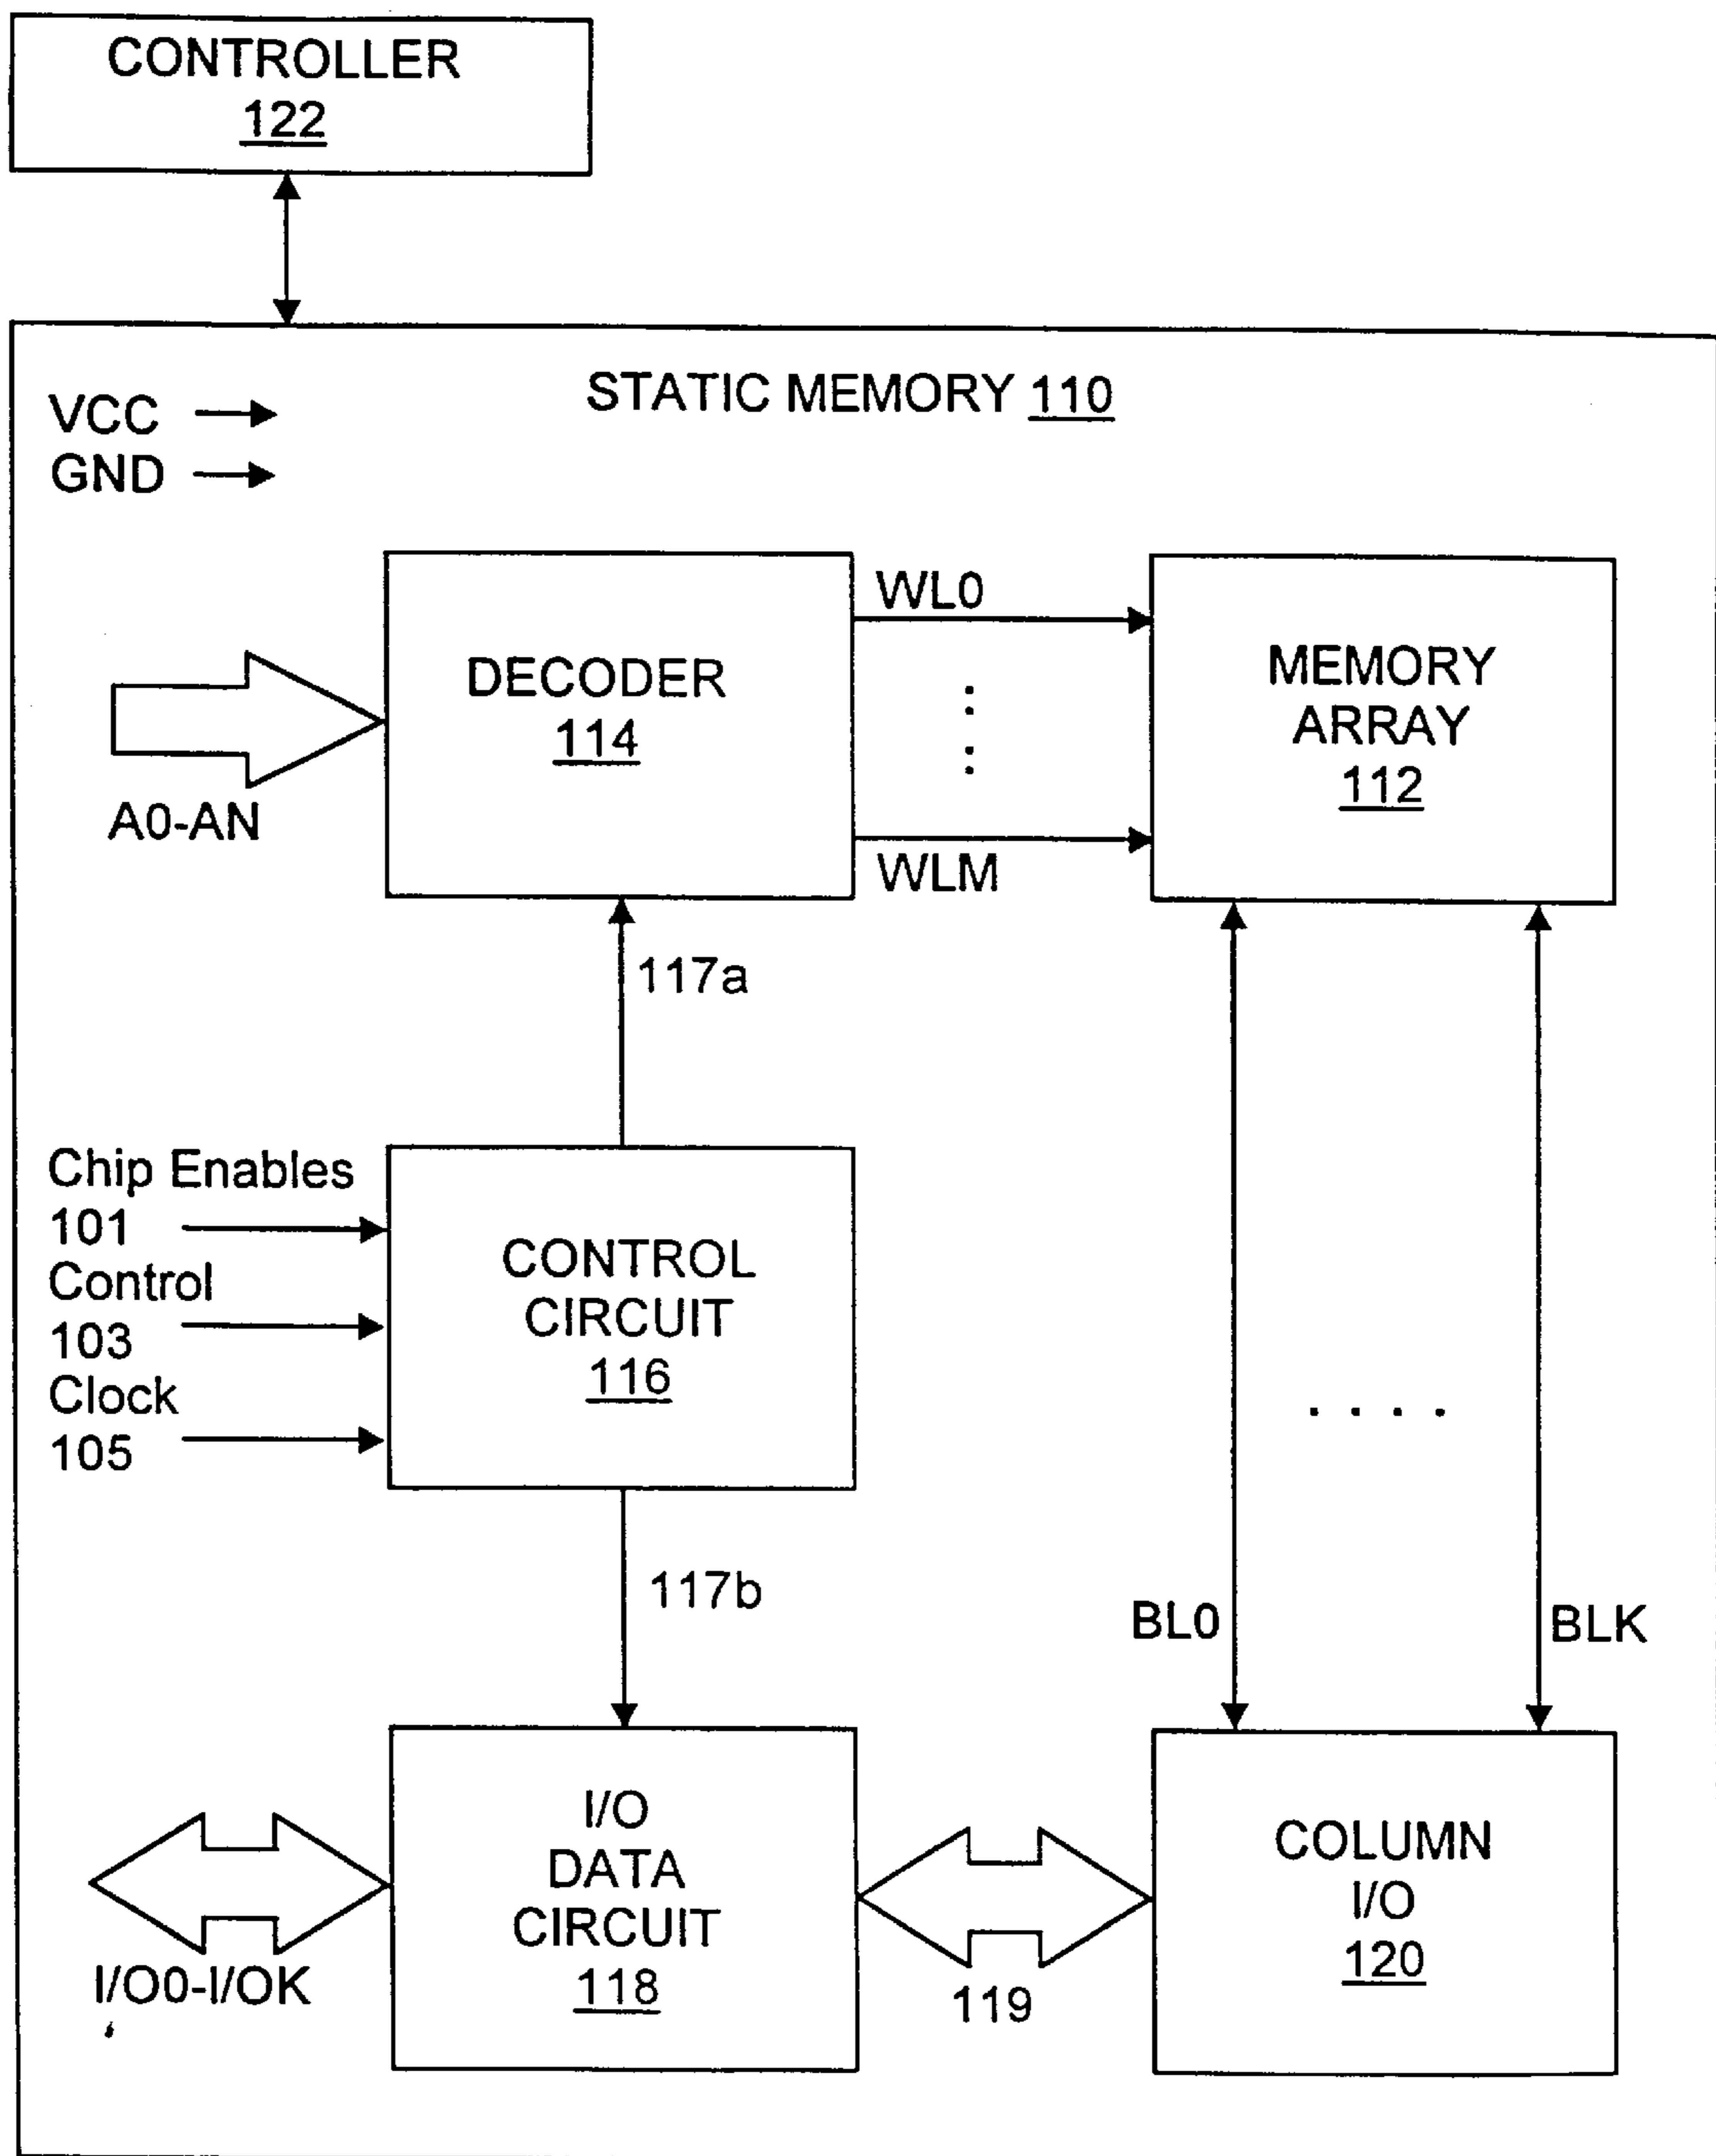 CONTROLLER
122
STATIC MEMORY 110
VCC
GND
DECODER
114
WL0
WLM
MEMORY
ARRAY
112
A0-AN
117a
Chip Enables
101
Control
103
Clock
105
CONTROL
CIRCUIT
116
. . . .
117b
BL0
BLK
I/O
DATA
CIRCUIT
118
I/O0-I/OK
119
COLUMN
I/O
120